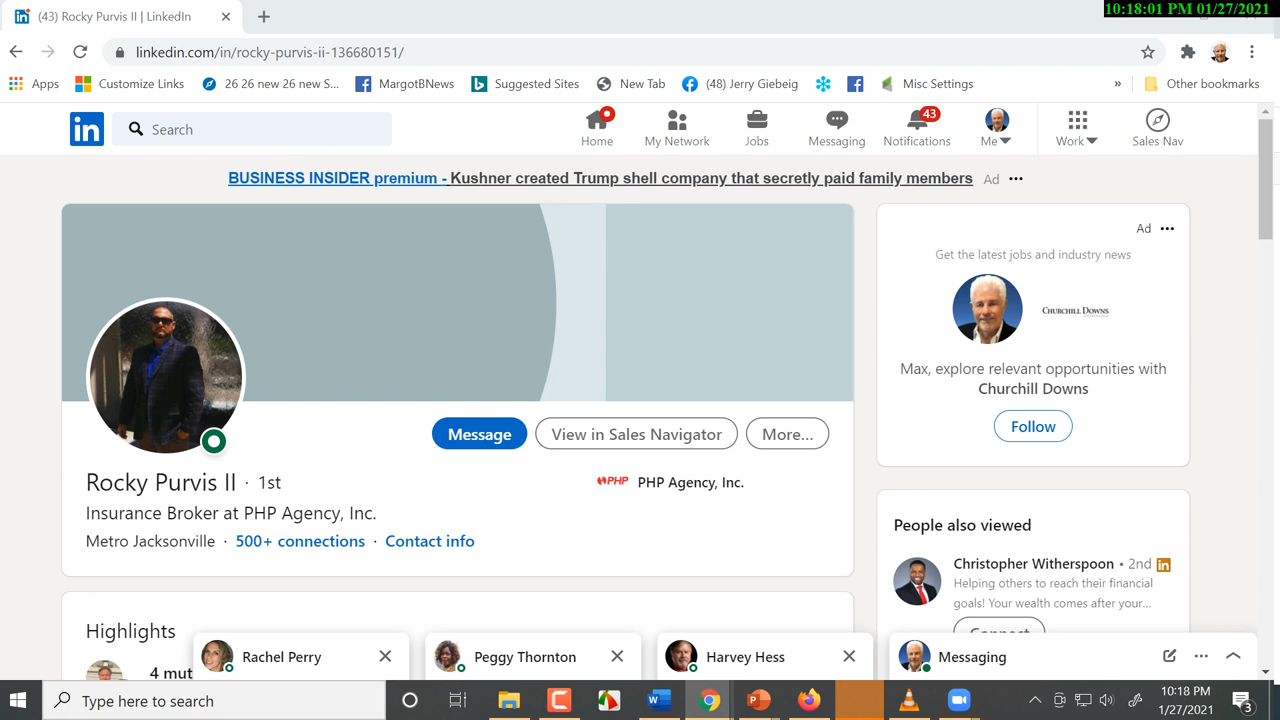 (43) Rocky Purvis II | LinkedIn
10:18:01 PM 01/27/2021
linkedin.com/in/rocky-purvis-ii-136680151/
Apps Customize Links 26 26 new 26 new S... MargotBNews Suggested Sites New Tab (48) Jerry Giebeig Misc Settings » Other bookmarks
in Search Home My Network Jobs Messaging 43 Notifications Me Work Sales Nav
BUSINESS INSIDER premium - Kushner created Trump shell company that secretly paid family members Ad
Message View in Sales Navigator More...
Rocky Purvis II · 1st
PHP PHP Agency, Inc.
Insurance Broker at PHP Agency, Inc.
Metro Jacksonville · 500+ connections · Contact info
Highlights
4 mut
Ad
Get the latest jobs and industry news
CHURCHILL DOWNS
Max, explore relevant opportunities with
Churchill Downs
Follow
People also viewed
Christopher Witherspoon • 2nd in
Helping others to reach their financial
goals! Your wealth comes after your...
Connect
Rachel Perry Peggy Thornton Harvey Hess Messaging
Type here to search
10:18 PM
1/27/2021
3